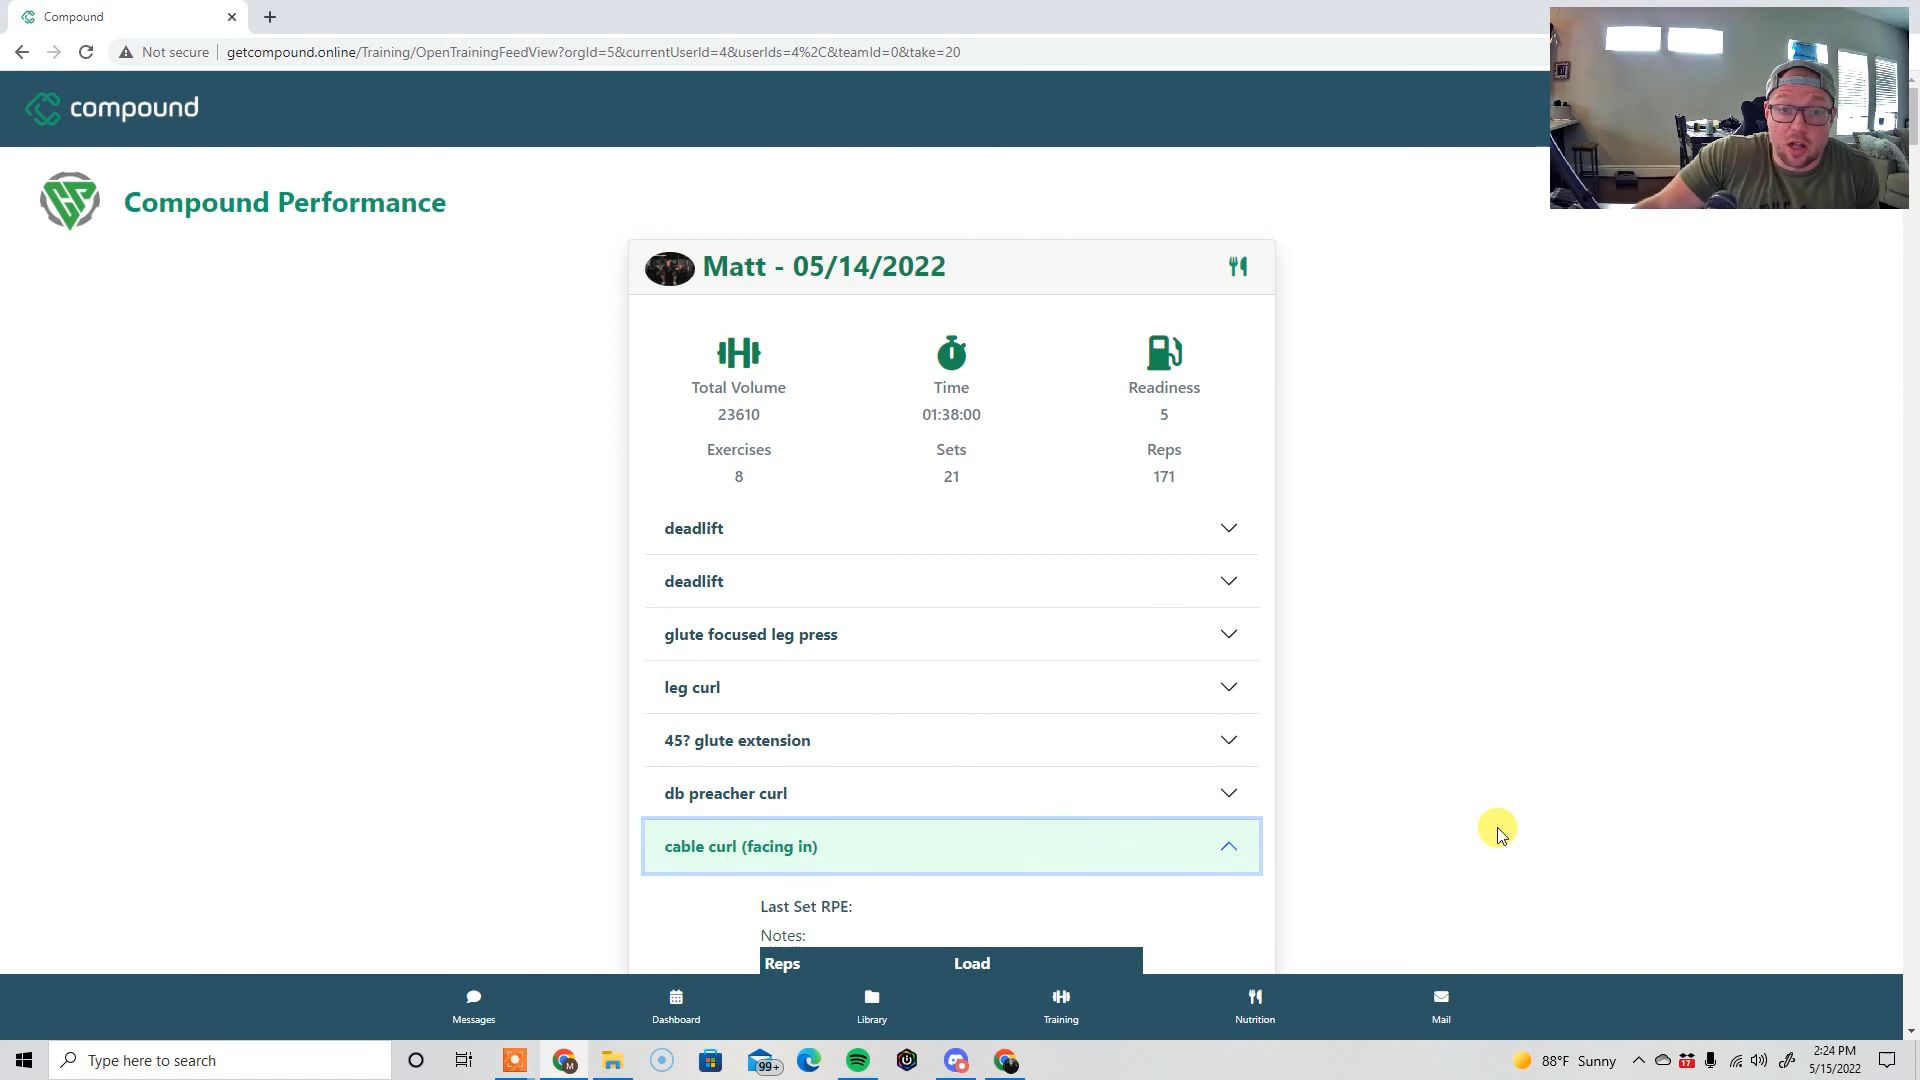 Compound
Not secure
getcompound.online/Training/OpenTrainingFeedView?orgId=5&currentUserId=4&userIds=4%2C&teamId=0&take=20
compound
Compound Performance
Matt - 05/14/2022
Total Volume
23610
Time
01:38:00
Readiness
5
Exercises
8
Sets
21
Reps
171
deadlift
deadlift
glute focused leg press
leg curl
45? glute extension
db preacher curl
cable curl (facing in)
Last Set RPE:
Notes:
Reps Load
Messages
Dashboard
Library
Training
Nutrition
Mail
Type here to search
M
99+
88°F Sunny
17
2:24 PM
5/15/2022